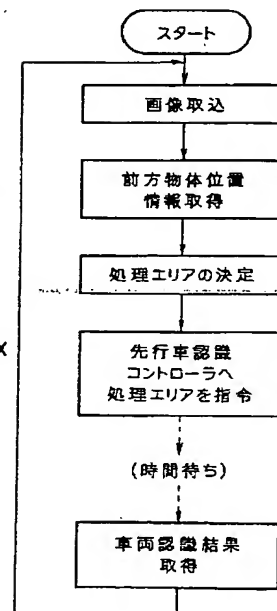 スタート
画像取込
前方物体位置
情報取得
処理エリアの決定
先行車認識
コントローラへ
処理エリアを指令
(時間待ち)
車両認識結果
取得